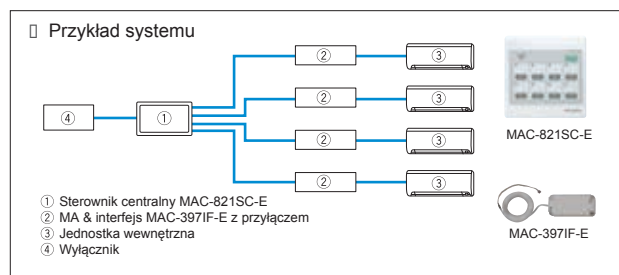 Przykład systemu
② ③
② ③
④ ①
② ③
② ③
MAC-821SC-E
① Sterownik centralny MAC-821SC-E
② MA & interfejs MAC-397IF-E z przyłączem
③ Jednostka wewnętrzna
④ Wyłącznik
MAC-397IF-E